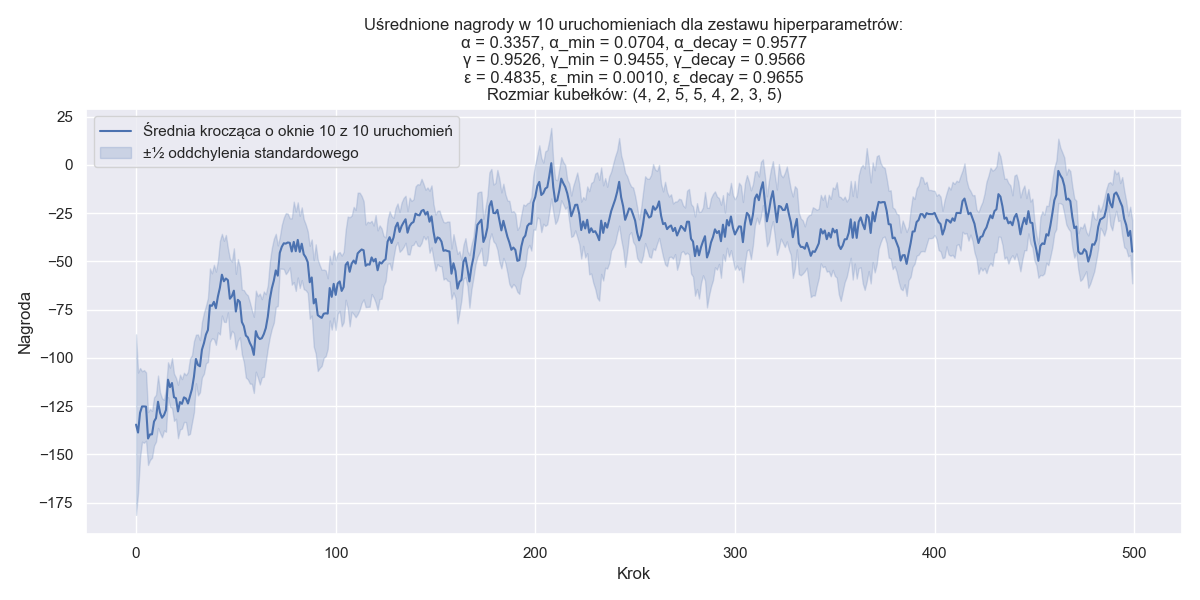 Uśrednione nagrody w 10 uruchomieniach dla zestawu hiperparametrów:
α = 0.3357, α_min = 0.0704, α_decay = 0.9577
γ = 0.9526, γ_min = 0.9455, γ_decay = 0.9566
ε = 0.4835, ε_min = 0.0010, ε_decay = 0.9655
Rozmiar kubełków: (4, 2, 5, 5, 4, 2, 3, 5)
Średnia krocząca o oknie 10 z 10 uruchomień
±½ oddchylenia standardowego
Nagroda
25
0
−25
−50
−75
−100
−125
−150
−175
0 100 200 300 400 500
Krok